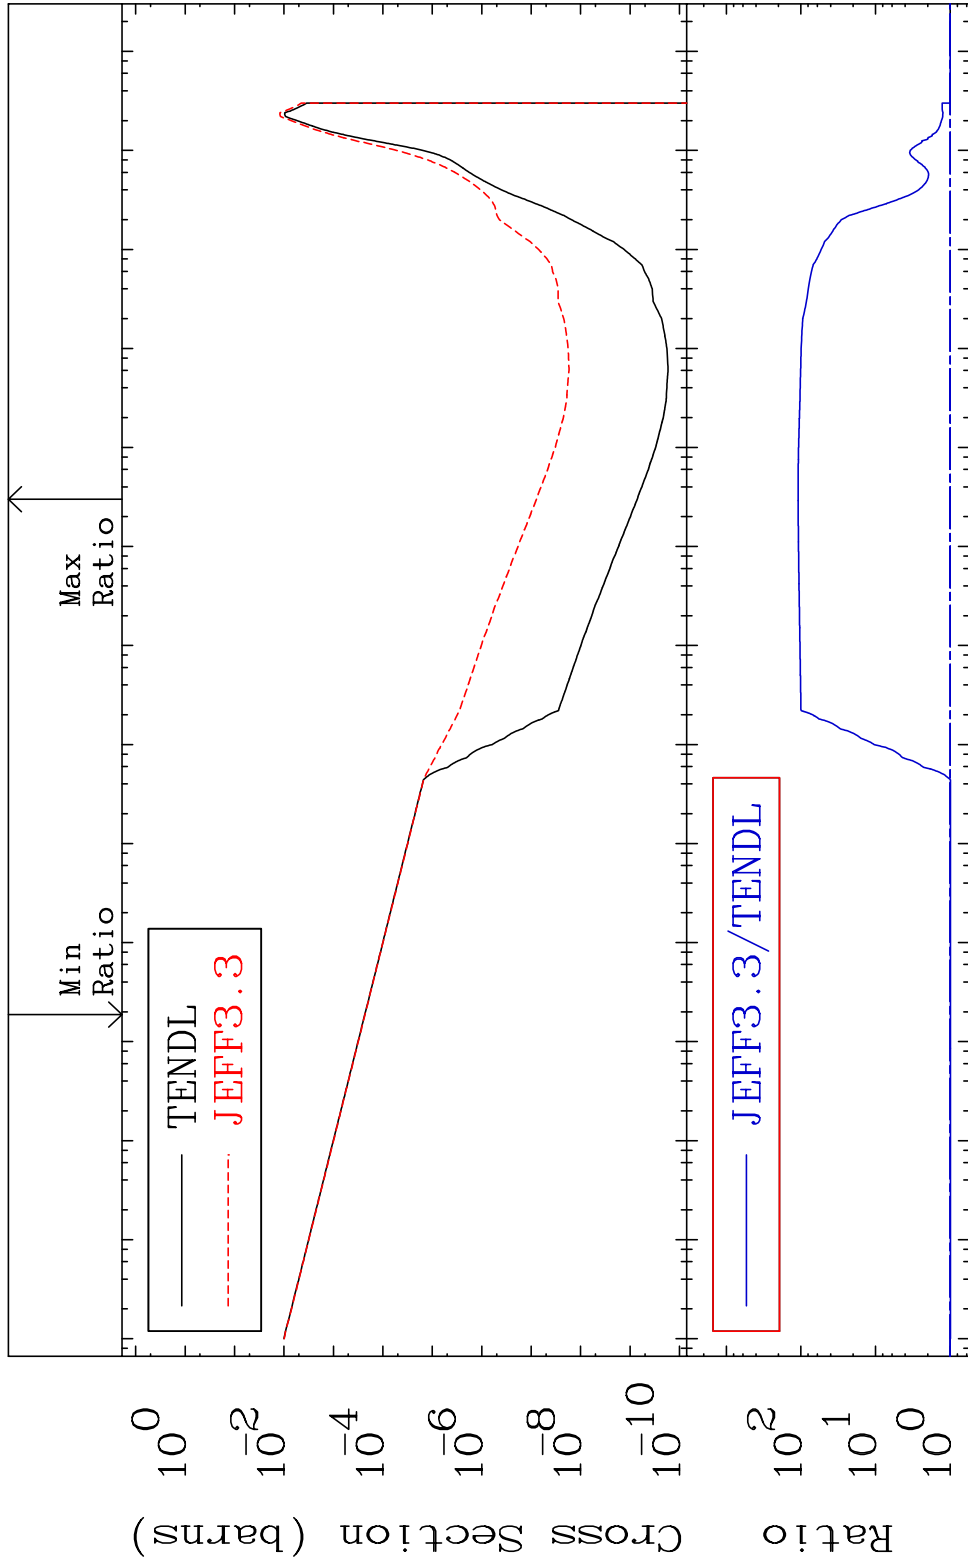 Min
Ratio
Max
Ratio
TENDL
JEFF3.3
10^0
10^-2
10^-4
10^-6
10^-8
10^-10
Cross Section (barns)
JEFF3.3/TENDL
10^2
10^1
10^0
Ratio